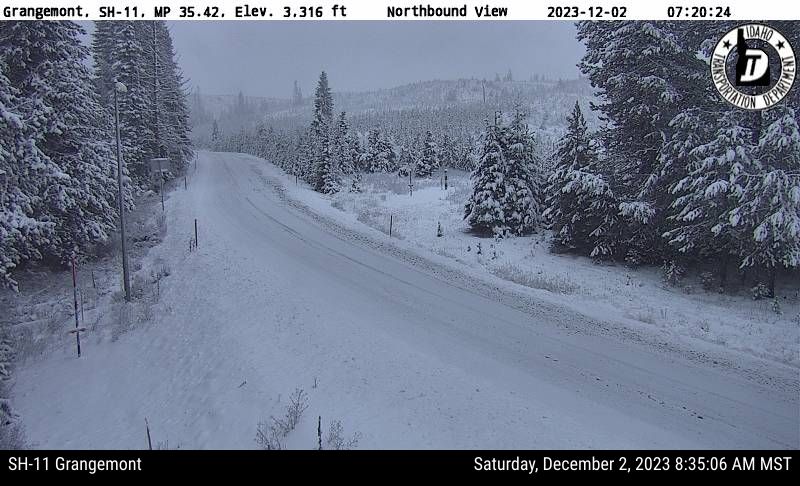 Grangemont, SH-11, MP 35.42, Elev. 3,316 ft Northbound View 2023-12-02 07:20:24
IDAHO
TRANSPORTATION DEPARTMENT
SH-11 Grangemont Saturday, December 2, 2023 8:35:06 AM MST